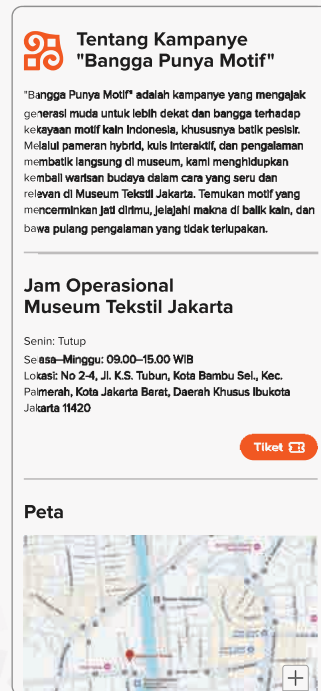 Tentang Kampanye
"Bangga Punya Motif"
"Bangga Punya Motif" adalah kampanye yang mengajak
generasi muda untuk lebih dekat dan bangga terhadap
kekayaan motif kain Indonesia, khususnya batik pesisir.
Melalui pameran hybrid, kuis interaktif, dan pengalaman
membatik langsung di museum, kami menghidupkan
kembali warisan budaya dalam cara yang seru dan
relevan di Museum Tekstil Jakarta. Temukan motif yang
mencerminkan jati dirimu, jelajahi makna di balik kain, dan
bawa pulang pengalaman yang tidak terlupakan.
Jam Operasional
Museum Tekstil Jakarta
Senin: Tutup
Selasa–Minggu: 09.00–15.00 WIB
Lokasi: No 2-4, Jl. K.S. Tubun, Kota Bambu Sel., Kec.
Palmerah, Kota Jakarta Barat, Daerah Khusus Ibukota
Jakarta 11420
Tiket
Peta